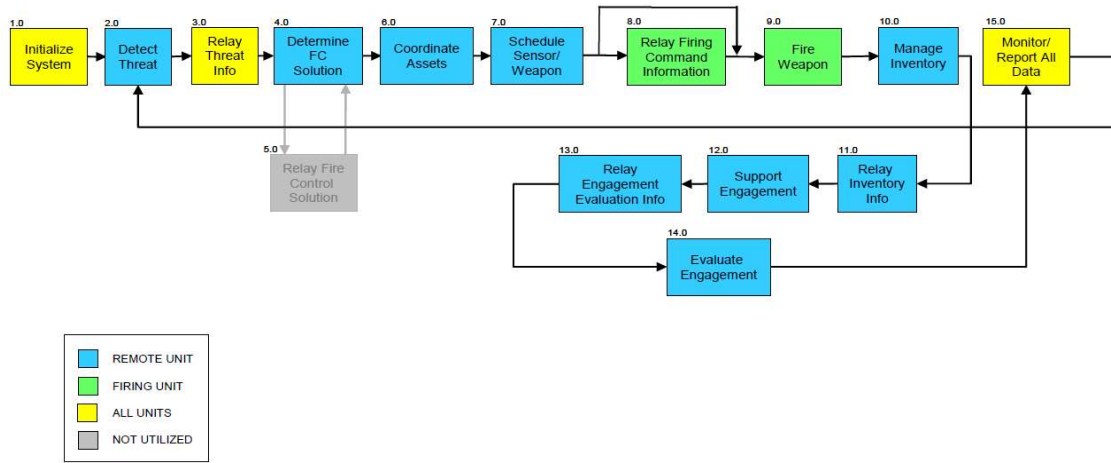 1.0
Initialize
System
2.0
Detect
Threat
3.0
Relay
Threat
Info
4.0
Determine
FC
Solution
6.0
Coordinate
Assets
7.0
Schedule
Sensor/
Weapon
8.0
Relay Firing
Command
Information
9.0
Fire
Weapon
10.0
Manage
Inventory
15.0
Monitor/
Report All
Data
5.0
Relay Fire
Control
Solution
13.0
Relay
Engagement
Evaluation Info
12.0
Support
Engagement
11.0
Relay
Inventory
Info
14.0
Evaluate
Engagement
REMOTE UNIT
FIRING UNIT
ALL UNITS
NOT UTILIZED